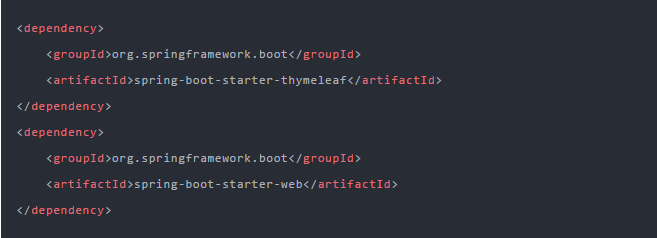 <dependency>
    <groupId>org.springframework.boot</groupId>
    <artifactId>spring-boot-starter-thymeleaf</artifactId>
</dependency>
<dependency>
    <groupId>org.springframework.boot</groupId>
    <artifactId>spring-boot-starter-web</artifactId>
</dependency>